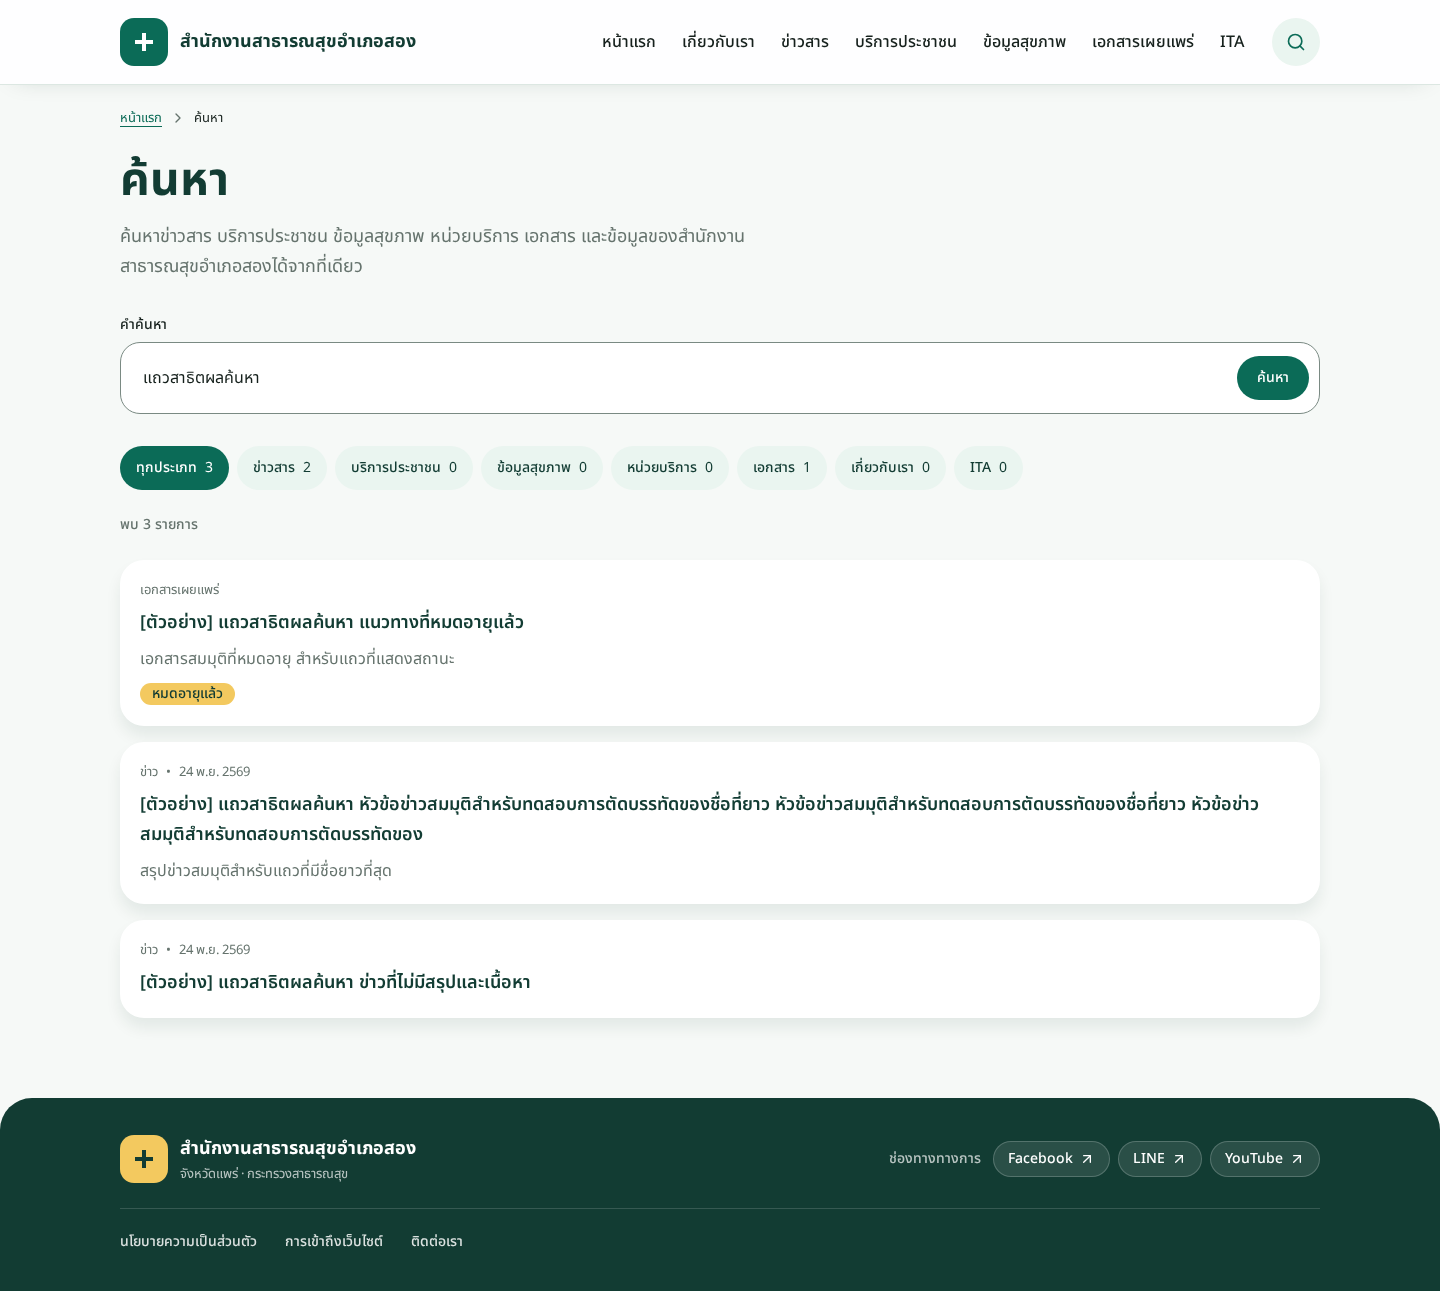 สำนักงานสาธารณสุขอำเภอสอง
หน้าแรก เกี่ยวกับเรา ข่าวสาร บริการประชาชน ข้อมูลสุขภาพ เอกสารเผยแพร่ ITA
หน้าแรก ค้นหา
ค้นหา
ค้นหาข่าวสาร บริการประชาชน ข้อมูลสุขภาพ หน่วยบริการ เอกสาร และข้อมูลของสำนักงาน
สาธารณสุขอำเภอสองได้จากที่เดียว
คำค้นหา
แถวสาธิตผลค้นหา ค้นหา
ทุกประเภท 3 ข่าวสาร 2 บริการประชาชน 0 ข้อมูลสุขภาพ 0 หน่วยบริการ 0 เอกสาร 1 เกี่ยวกับเรา 0 ITA 0
พบ 3 รายการ
เอกสารเผยแพร่
[ตัวอย่าง] แถวสาธิตผลค้นหา แนวทางที่หมดอายุแล้ว
เอกสารสมมุติที่หมดอายุ สำหรับแถวที่แสดงสถานะ
หมดอายุแล้ว
ข่าว • 24 พ.ย. 2569
[ตัวอย่าง] แถวสาธิตผลค้นหา หัวข้อข่าวสมมุติสำหรับทดสอบการตัดบรรทัดของชื่อที่ยาว หัวข้อข่าวสมมุติสำหรับทดสอบการตัดบรรทัดของชื่อที่ยาว หัวข้อข่าว
สมมุติสำหรับทดสอบการตัดบรรทัดของ
สรุปข่าวสมมุติสำหรับแถวที่มีชื่อยาวที่สุด
ข่าว • 24 พ.ย. 2569
[ตัวอย่าง] แถวสาธิตผลค้นหา ข่าวที่ไม่มีสรุปและเนื้อหา
สำนักงานสาธารณสุขอำเภอสอง
จังหวัดแพร่ · กระทรวงสาธารณสุข
ช่องทางทางการ Facebook LINE YouTube
นโยบายความเป็นส่วนตัว การเข้าถึงเว็บไซต์ ติดต่อเรา